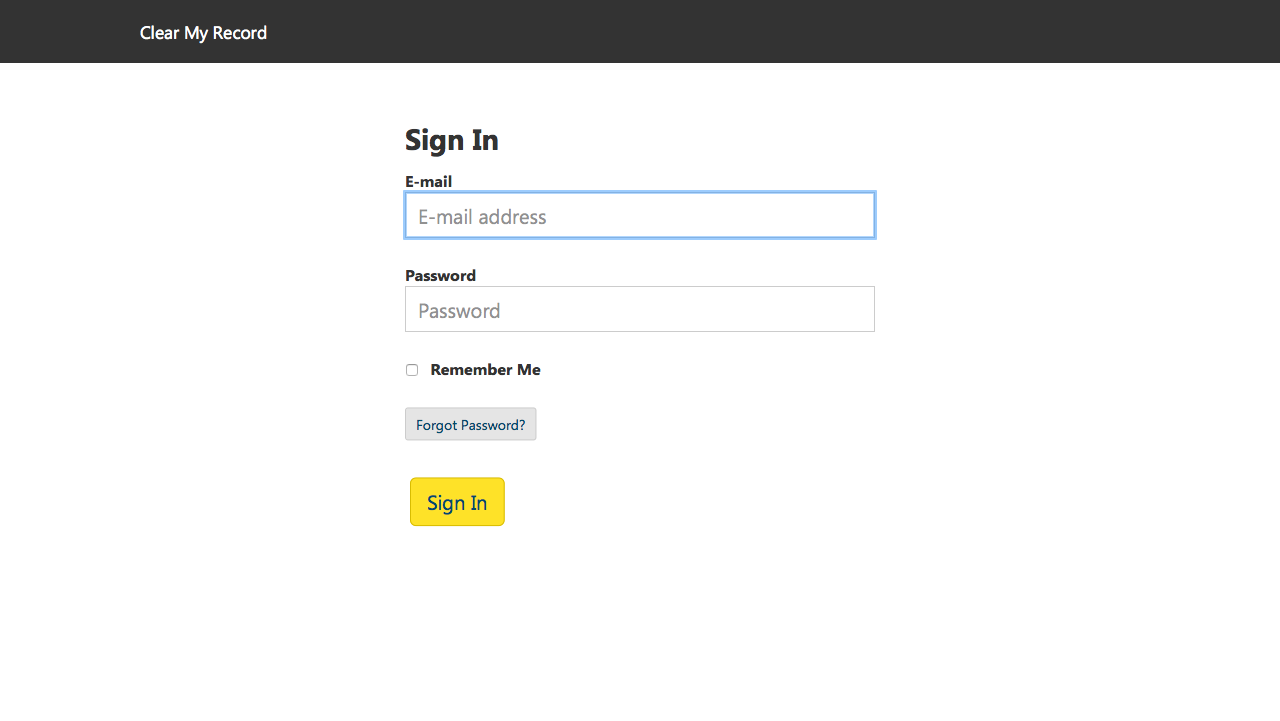 Clear My Record
Sign In
E-mail
E-mail address
Password
Password
Remember Me
Forgot Password?
Sign In